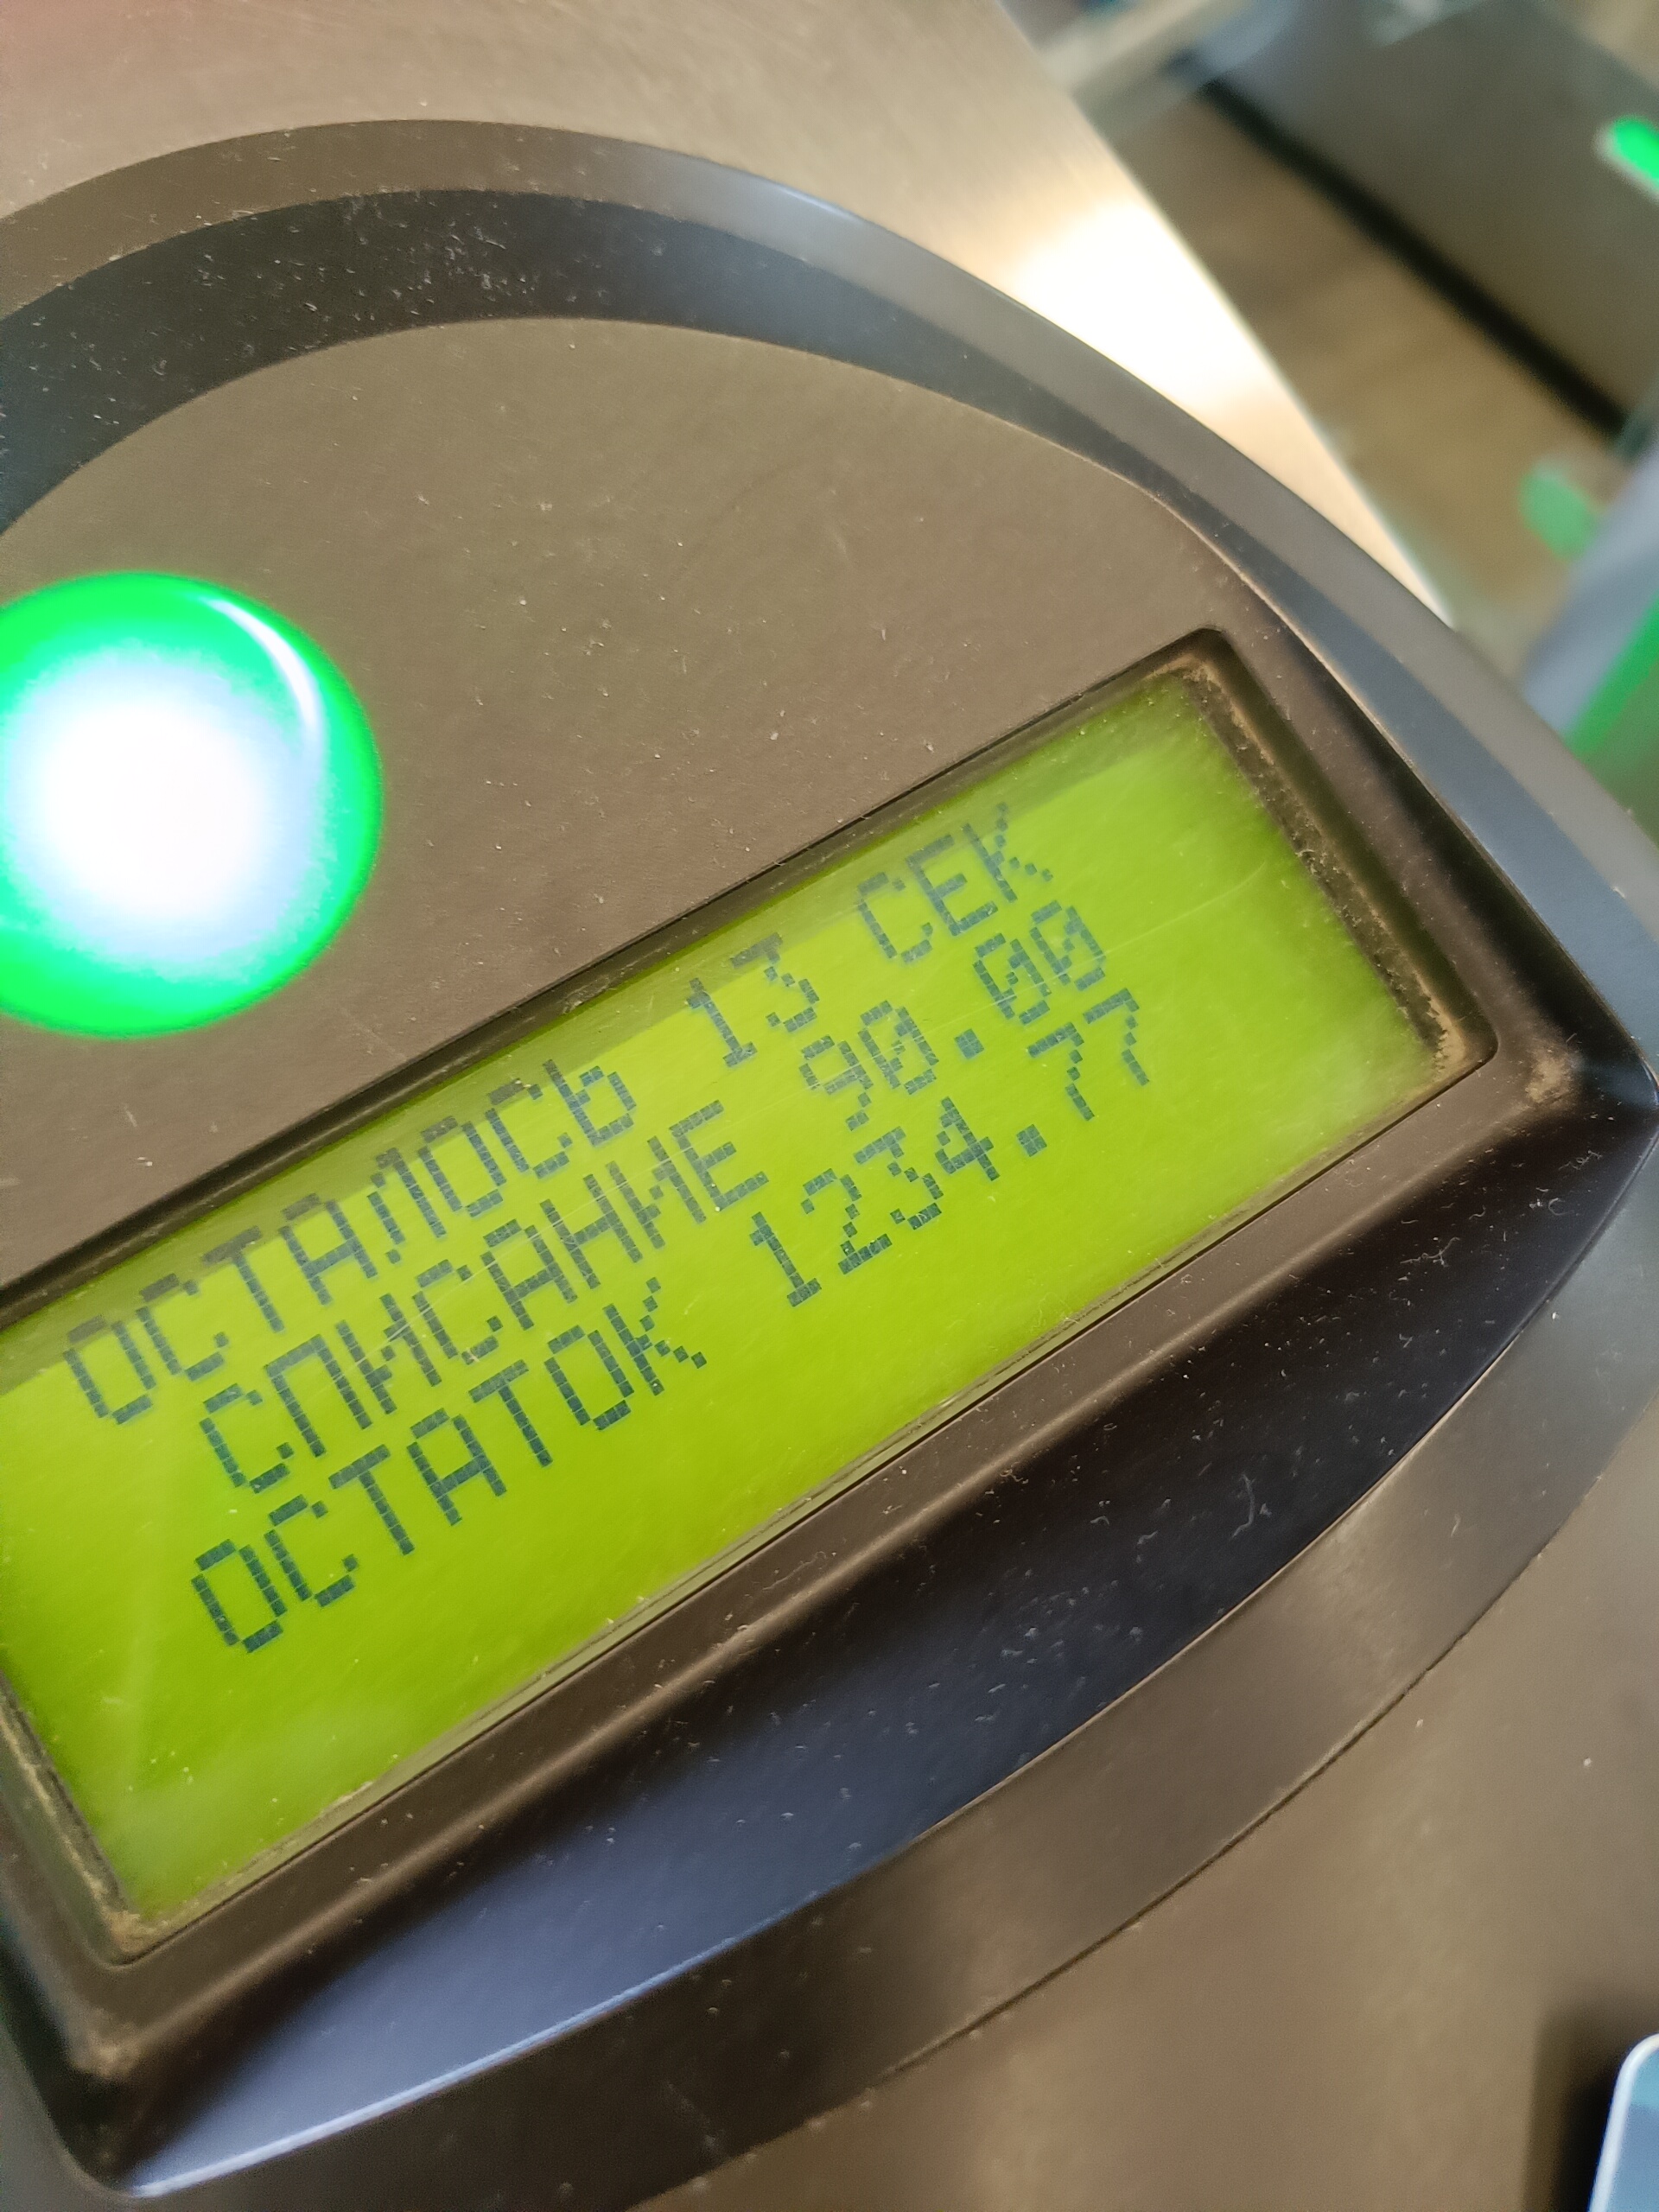 ОСТАЛОСЬ 13 СЕК
СПИСАНИЕ 90.00
ОСТАТОК 1234.77